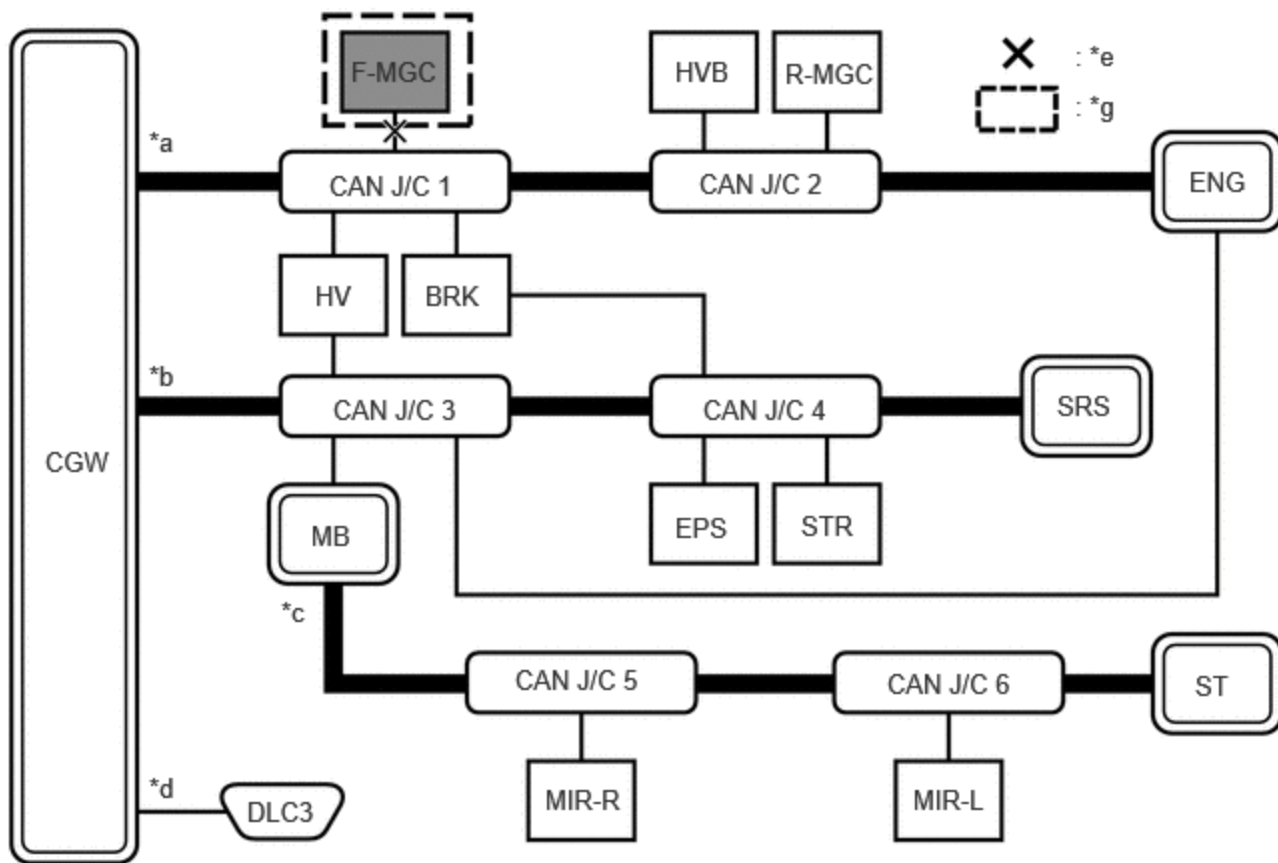 F-MGC
HVB
R-MGC
: *e
: *g
*a
CAN J/C 1
CAN J/C 2
ENG
HV
BRK
*b
CAN J/C 3
CAN J/C 4
SRS
CGW
MB
EPS
STR
*c
CAN J/C 5
CAN J/C 6
ST
*d
DLC3
MIR-R
MIR-L